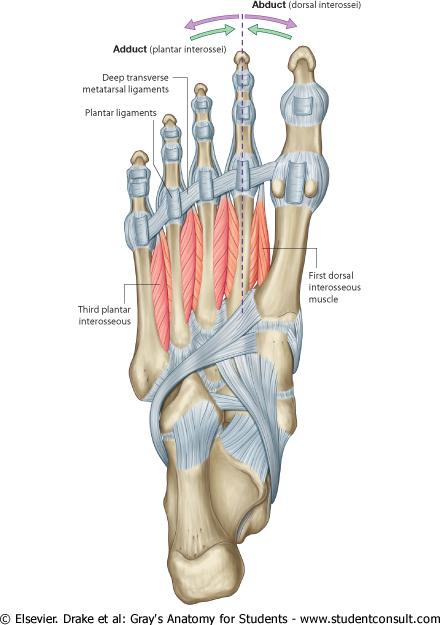 Abduct (dorsal interossei)
Adduct (plantar interossei)
Deep transverse
metatarsal ligaments
Plantar ligaments
First dorsal
interosseous
muscle
Third plantar
interosseous
© Elsevier. Drake et al: Gray's Anatomy for Students - www.studentconsult.com